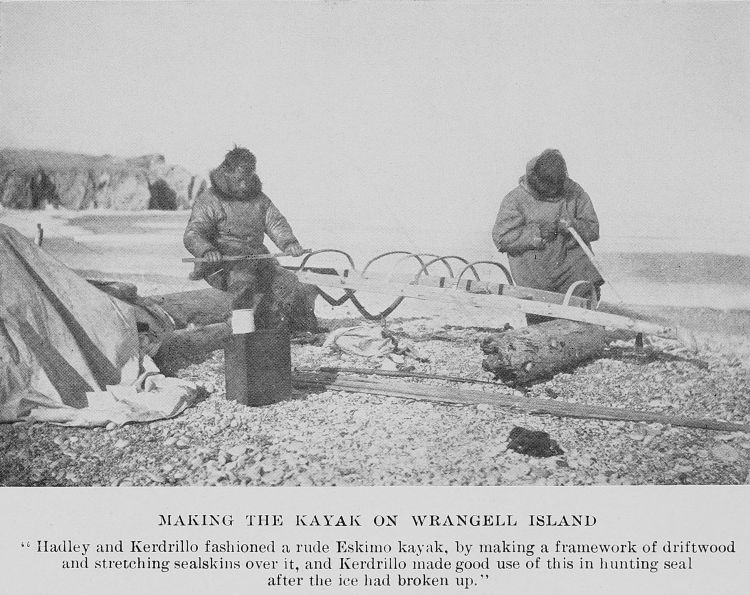 MAKING THE KAYAK ON WRANGELL ISLAND
“ Hadley and Kerdrillo fashioned a rude Eskimo kayak, by making a framework of driftwood
and stretching sealskins over it, and Kerdrillo made good use of this in hunting seal
after the ice had broken up.”